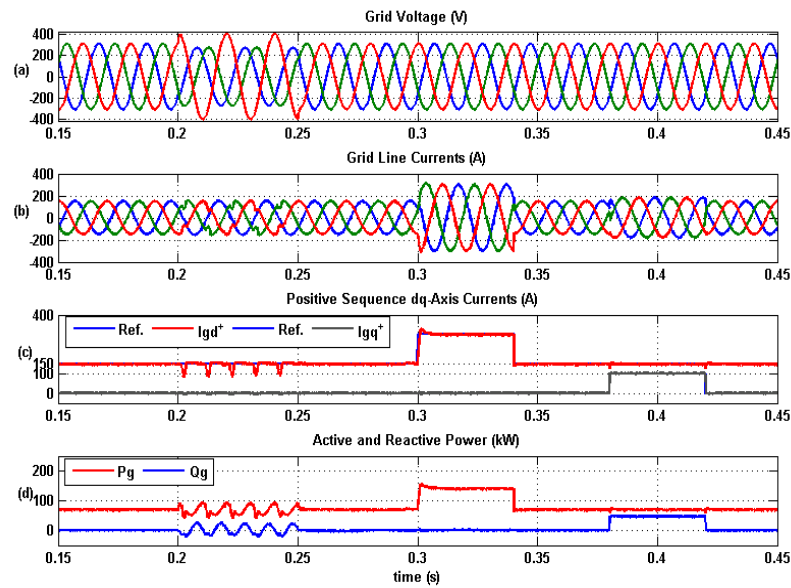 Grid Voltage (V)
400
200
(a) 0
-200
-400
0.15 0.2 0.25 0.3 0.35 0.4 0.45
Grid Line Currents (A)
400
200
(b) 0
-200
-400
0.15 0.2 0.25 0.3 0.35 0.4 0.45
Positive Sequence dq-Axis Currents (A)
400
Ref. Igd+ Ref. Igq+
(c)
150
100
0
0.15 0.2 0.25 0.3 0.35 0.4 0.45
Active and Reactive Power (kW)
200
Pg Qg
(d) 100
0
0.15 0.2 0.25 0.3 0.35 0.4 0.45
time (s)